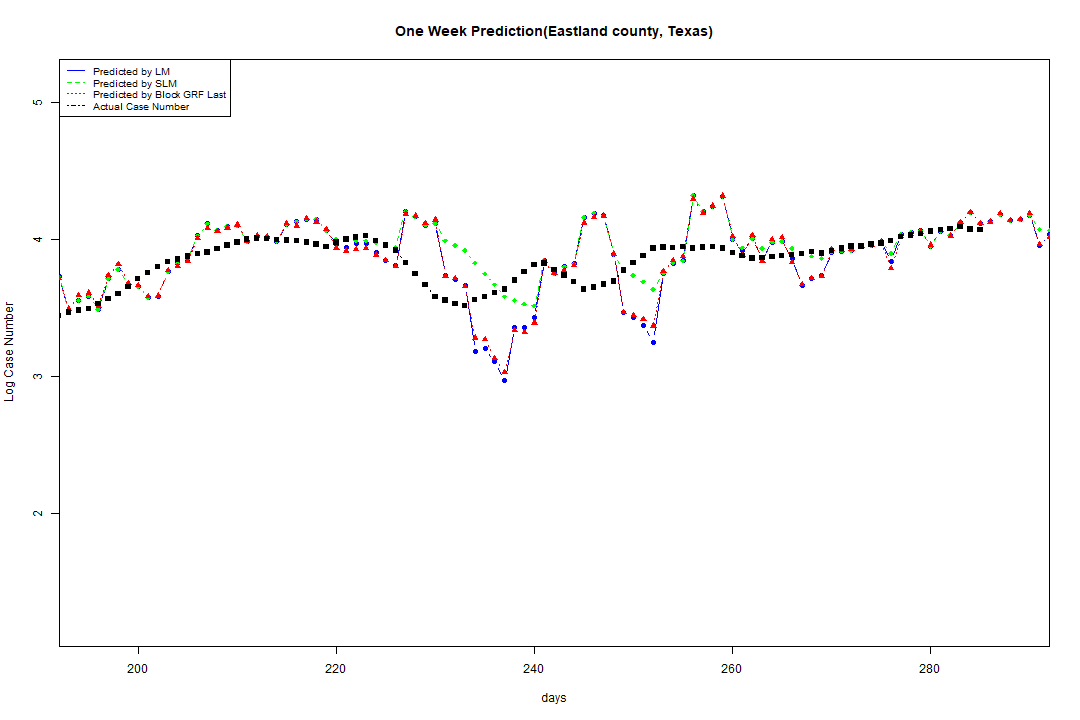 One Week Prediction(Eastland county, Texas)
Predicted by LM
Predicted by SLM
Predicted by Block GRF Last
Actual Case Number
5
4
3
2
Log Case Number
200 220 240 260 280
days